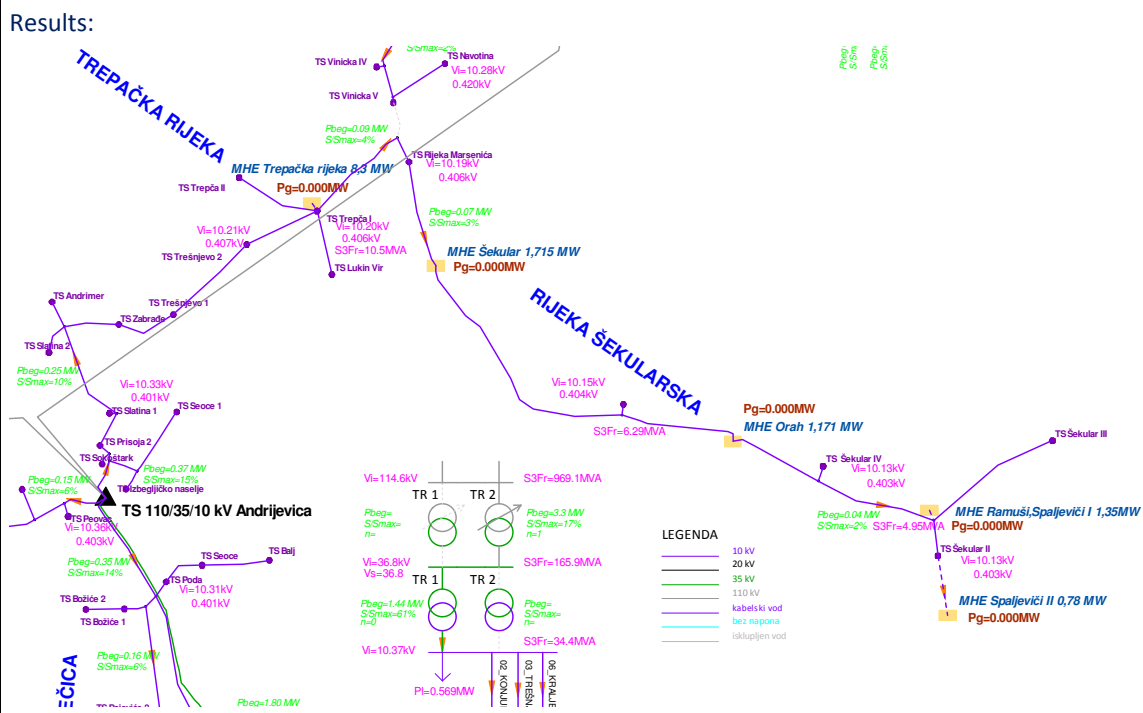 Results:
S/Smax=2%
TS Vinicka IV
TS Navotina
Vi=10.28kV
0.420kV
TS Vinicka V
Pbeg=
S/Sm
Pbeg=
S/Sm
TREPAČKA RIJEKA
Pbeg=0.09 MW
S/Smax=4%
TS Rijeka Marsenića
Vi=10.19kV
0.406kV
MHE Trepačka rijeka 8,3 MW
Pg=0.000MW
TS Trepča II
TS Trepča I
Vi=10.20kV
0.406kV
S3Fr=10.5MVA
Pbeg=0.07 MW
S/Smax=3%
Vi=10.21kV
0.407kV
TS Trešnjevo 2
TS Lukin Vir
MHE Šekular 1,715 MW
Pg=0.000MW
TS Andrimer
TS Trešnjevo 1
TS Zabrađe
TS Slatina 2
RIJEKA ŠEKULARSKA
Pbeg=0.25 MW
S/Smax=10%
Vi=10.33kV
0.401kV
TS Slatina 1
TS Seoce 1
Vi=10.15kV
0.404kV
S3Fr=6.29MVA
Pg=0.000MW
MHE Orah 1,171 MW
TS Prisoja 2
TS Sokoštark
Pbeg=0.37 MW
S/Smax=15%
Pbeg=0.15 MW
S/Smax=6%
TS Izbegljičko naselje
TS 110/35/10 kV Andrijevica
TS Peovac
Vi=10.36kV
0.403kV
Pbeg=0.35 MW
S/Smax=14%
TS Šekular III
TS Šekular IV
Vi=10.13kV
0.403kV
Pbeg=0.04 MW
S/Smax=2%
S3Fr=4.95MVA
MHE Ramuši,Spaljevići I 1,35MW
Pg=0.000MW
TS Šekular II
Vi=10.13kV
0.403kV
MHE Spaljevići II 0,78 MW
Pg=0.000MW
TS Seoce
TS Balj
TS Poda
Vi=10.31kV
0.401kV
TS Božiće 2
TS Božiće 1
Pbeg=0.16 MW
S/Smax=6%
EČICA
Pbeg=1.80 MW
Vi=114.6kV
S3Fr=969.1MVA
TR 1
TR 2
Pbeg=
S/Smax=
n=
Pbeg=3.3 MW
S/Smax=17%
n=1
Vi=36.8kV
Vs=36.8
S3Fr=165.9MVA
TR 1
TR 2
Pbeg=1.44 MW
S/Smax=61%
n=0
Pbeg=
S/Smax=
n=
S3Fr=34.4MVA
Vi=10.37kV
Pl=0.569MW
02_KONJU
03_TREŠN
06_KRALJE
LEGENDA
10 kV
20 kV
35 kV
110 kV
kabelski vod
bez napona
isklupljen vod